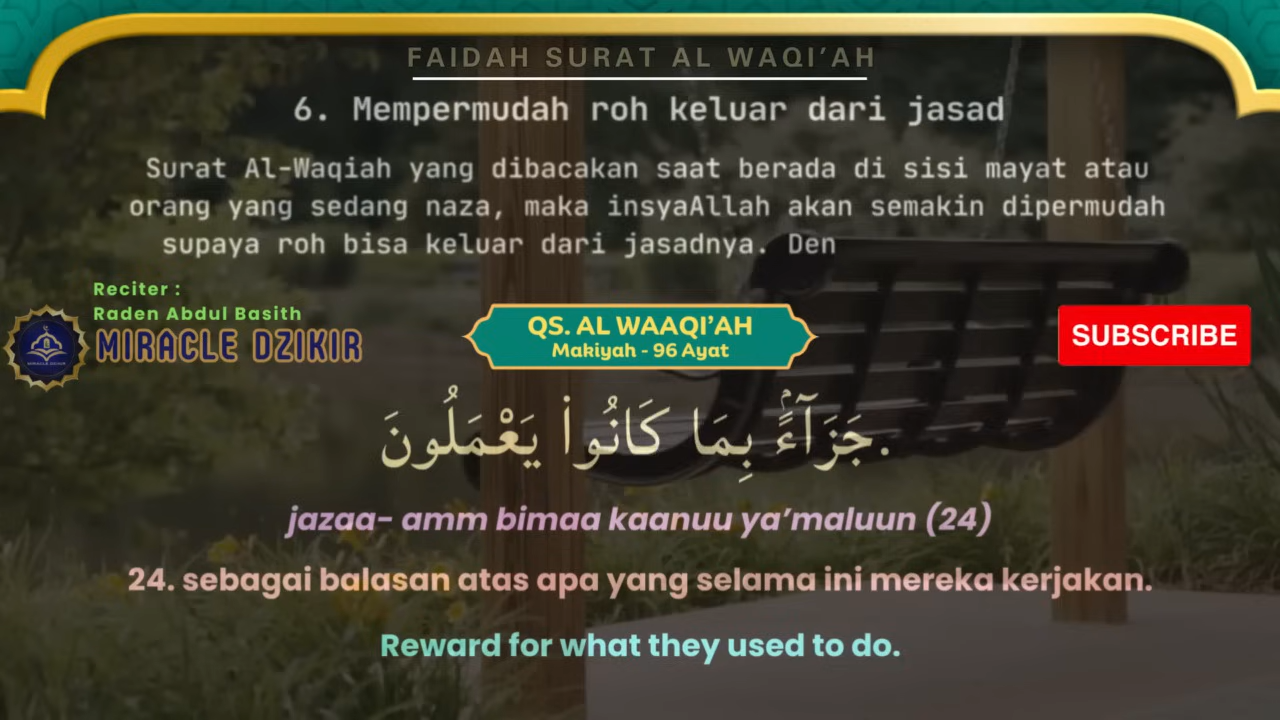 FAIDAH SURAT AL WAQI'AH
6. Mempermudah roh keluar dari jasad
Surat Al-Waqiah yang dibacakan saat berada di sisi mayat atau
orang yang sedang naza, maka insyaAllah akan semakin dipermudah
supaya roh bisa keluar dari jasadnya. Den
Reciter :
Raden Abdul Basith
MIRACLE DZIKIR
QS. AL WAAQI'AH
Makiyah - 96 Ayat
SUBSCRIBE
جَزَآءًۢ بِمَا كَانُوا۟ يَعْمَلُونَ.
jazaa- amm bimaa kaanuu ya'maluun (24)
24. sebagai balasan atas apa yang selama ini mereka kerjakan.
Reward for what they used to do.